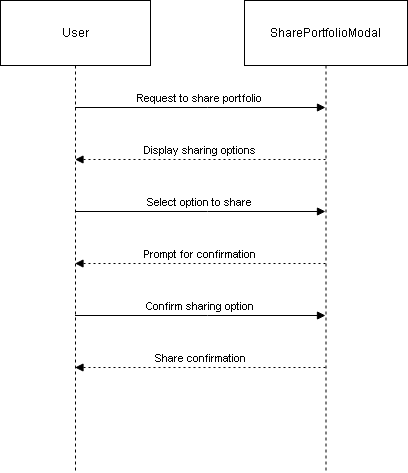 User
SharePortfolioModal
Request to share portfolio
Display sharing options
Select option to share
Prompt for confirmation
Confirm sharing option
Share confirmation